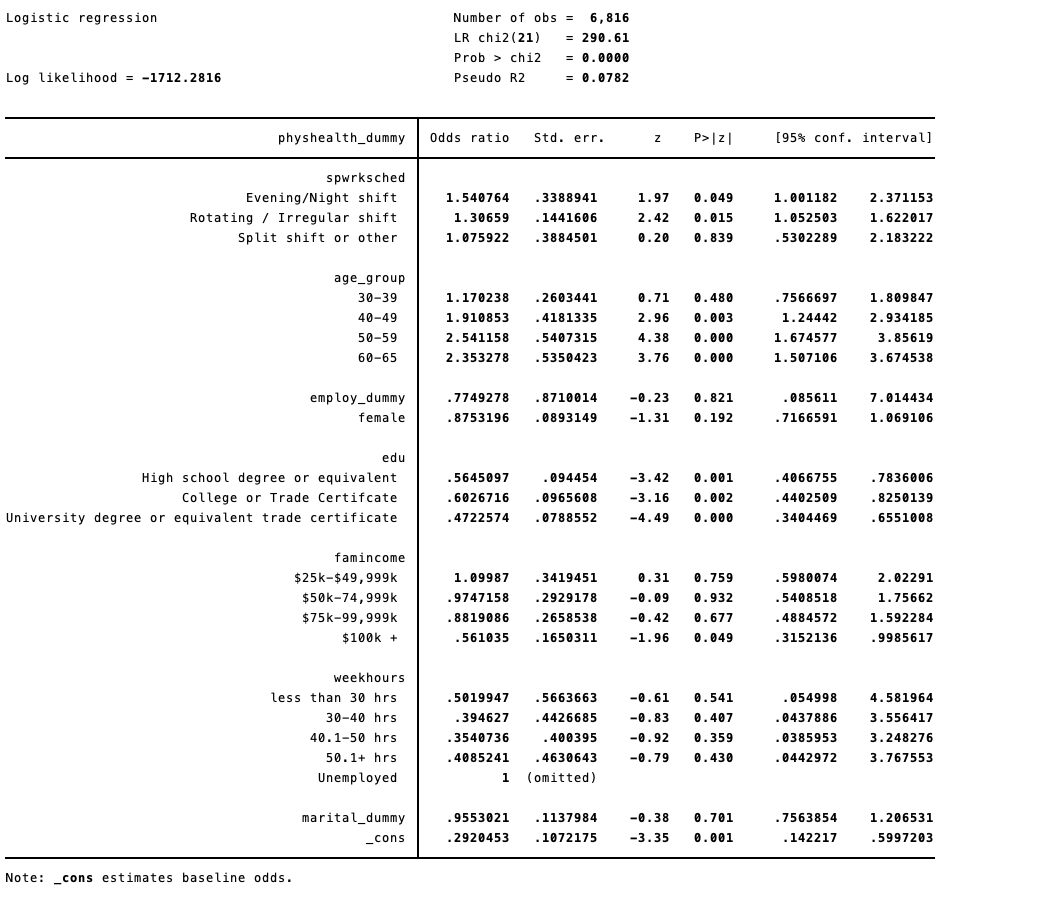 Logistic regression Number of obs = 6,816
LR chi2(21) = 290.61
Prob > chi2 = 0.0000
Log likelihood = −1712.2816 Pseudo R2 = 0.0782
physhealth_dummy Odds ratio Std. err. z P>|z| [95% conf. interval]
spwrksched
Evening/Night shift 1.540764 .3388941 1.97 0.049 1.001182 2.371153
Rotating / Irregular shift 1.30659 .1441606 2.42 0.015 1.052503 1.622017
Split shift or other 1.075922 .3884501 0.20 0.839 .5302289 2.183222
age_group
30−39 1.170238 .2603441 0.71 0.480 .7566697 1.809847
40−49 1.910853 .4181335 2.96 0.003 1.24442 2.934185
50−59 2.541158 .5407315 4.38 0.000 1.674577 3.85619
60−65 2.353278 .5350423 3.76 0.000 1.507106 3.674538
employ_dummy .7749278 .8710014 −0.23 0.821 .085611 7.014434
female .8753196 .0893149 −1.31 0.192 .7166591 1.069106
edu
High school degree or equivalent .5645097 .094454 −3.42 0.001 .4066755 .7836006
College or Trade Certifcate .6026716 .0965608 −3.16 0.002 .4402509 .8250139
University degree or equivalent trade certificate .4722574 .0788552 −4.49 0.000 .3404469 .6551008
famincome
$25k−$49,999k 1.09987 .3419451 0.31 0.759 .5980074 2.02291
$50k−74,999k .9747158 .2929178 −0.09 0.932 .5408518 1.75662
$75k−99,999k .8819086 .2658538 −0.42 0.677 .4884572 1.592284
$100k + .561035 .1650311 −1.96 0.049 .3152136 .9985617
weekhours
less than 30 hrs .5019947 .5663663 −0.61 0.541 .054998 4.581964
30−40 hrs .394627 .4426685 −0.83 0.407 .0437886 3.556417
40.1−50 hrs .3540736 .400395 −0.92 0.359 .0385953 3.248276
50.1+ hrs .4085241 .4630643 −0.79 0.430 .0442972 3.767553
Unemployed 1 (omitted)
marital_dummy .9553021 .1137984 −0.38 0.701 .7563854 1.206531
_cons .2920453 .1072175 −3.35 0.001 .142217 .5997203
Note: _cons estimates baseline odds.